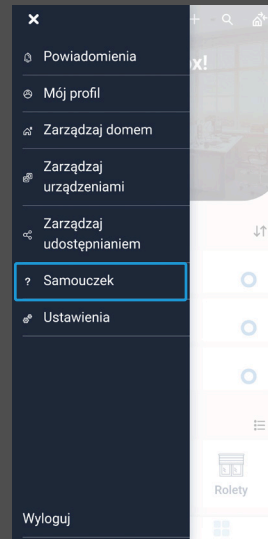 x!
Powiadomienia
Mój profil
Zarządzaj domem
Zarządzaj
urządzeniami
Zarządzaj
udostępnianiem
? Samouczek
Ustawienia
Rolety
Wyloguj